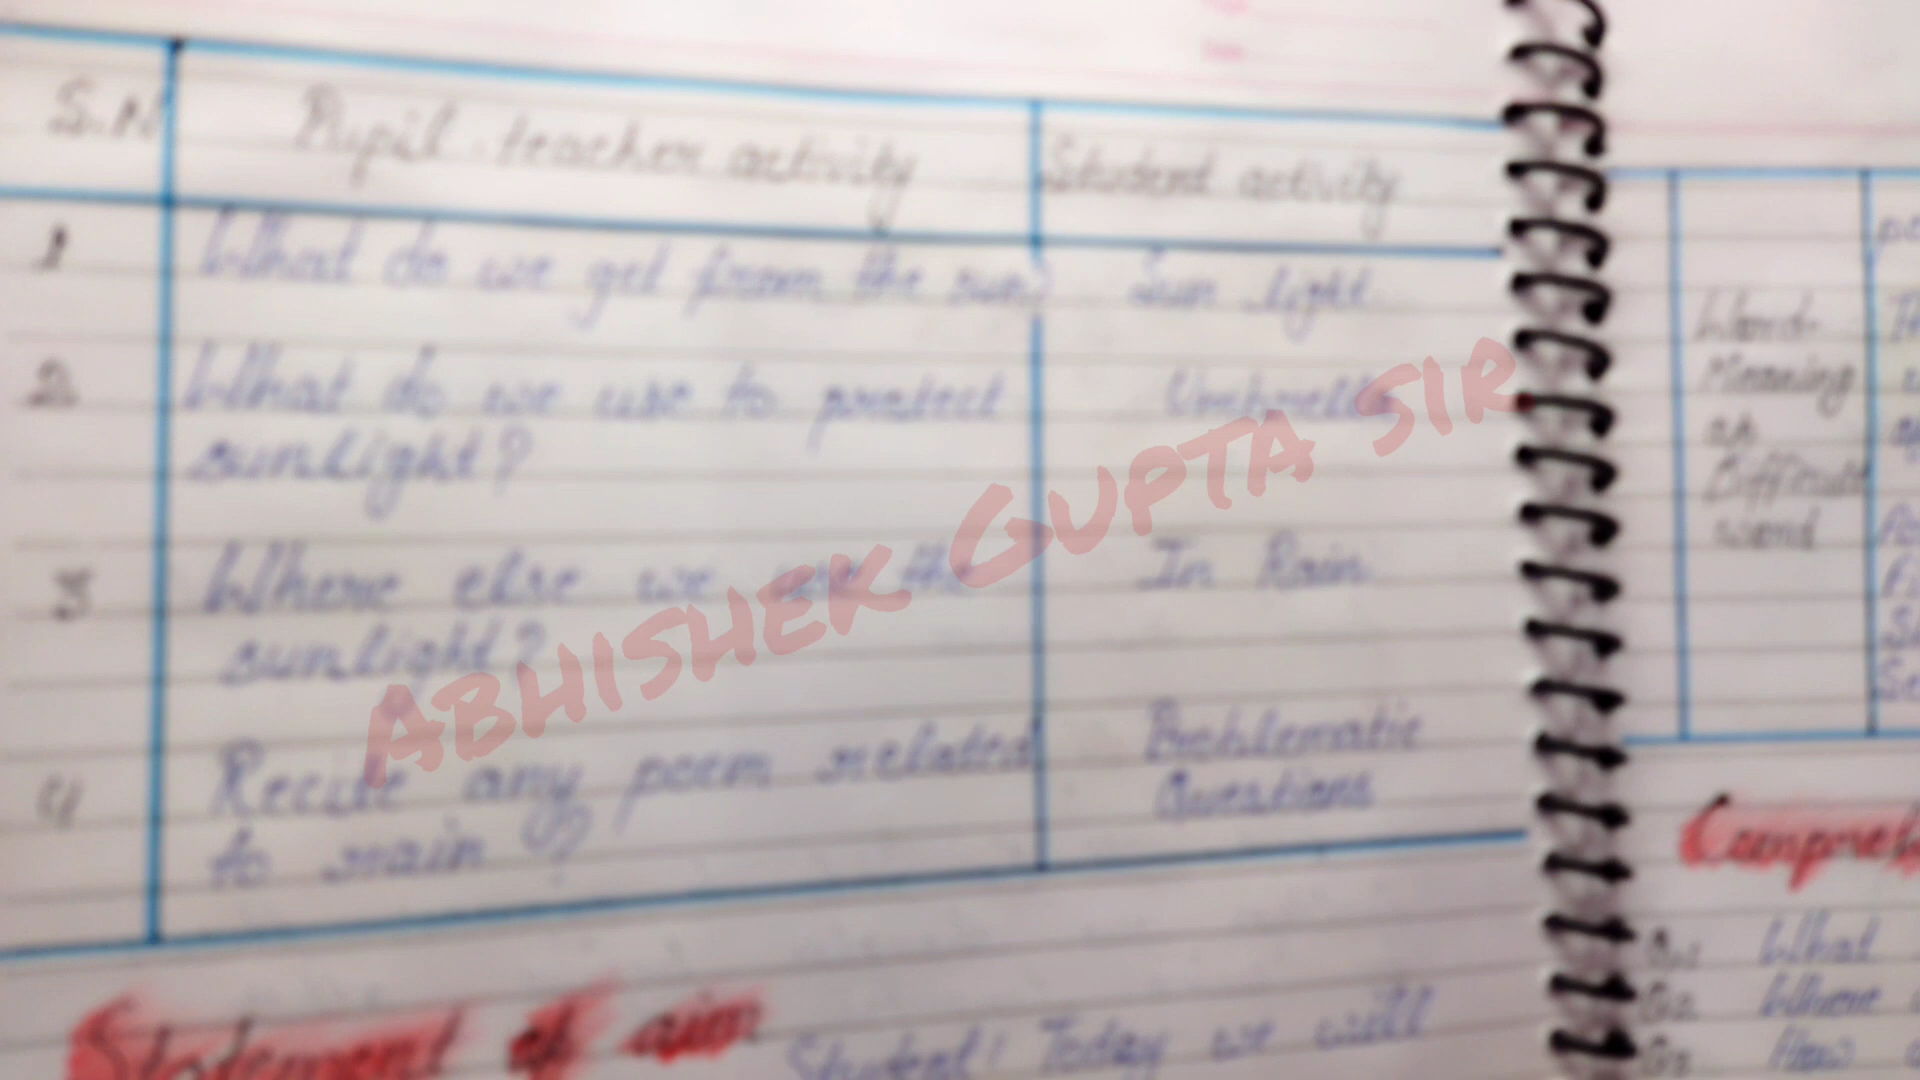 S.N Pupil teacher activity Student activity
1 What do we get from the sun? Sun light
2 What do we use to protect Umbrella
sunlight?
3 Where else we use the In Rain
sunlight?
4 Recite any poem related Problematic
to rain? Questions
Statement of aim Student! Today we will
ABHISHEK GUPTA SIR
Word
Meaning
of
Difficult
word
What
Where
How